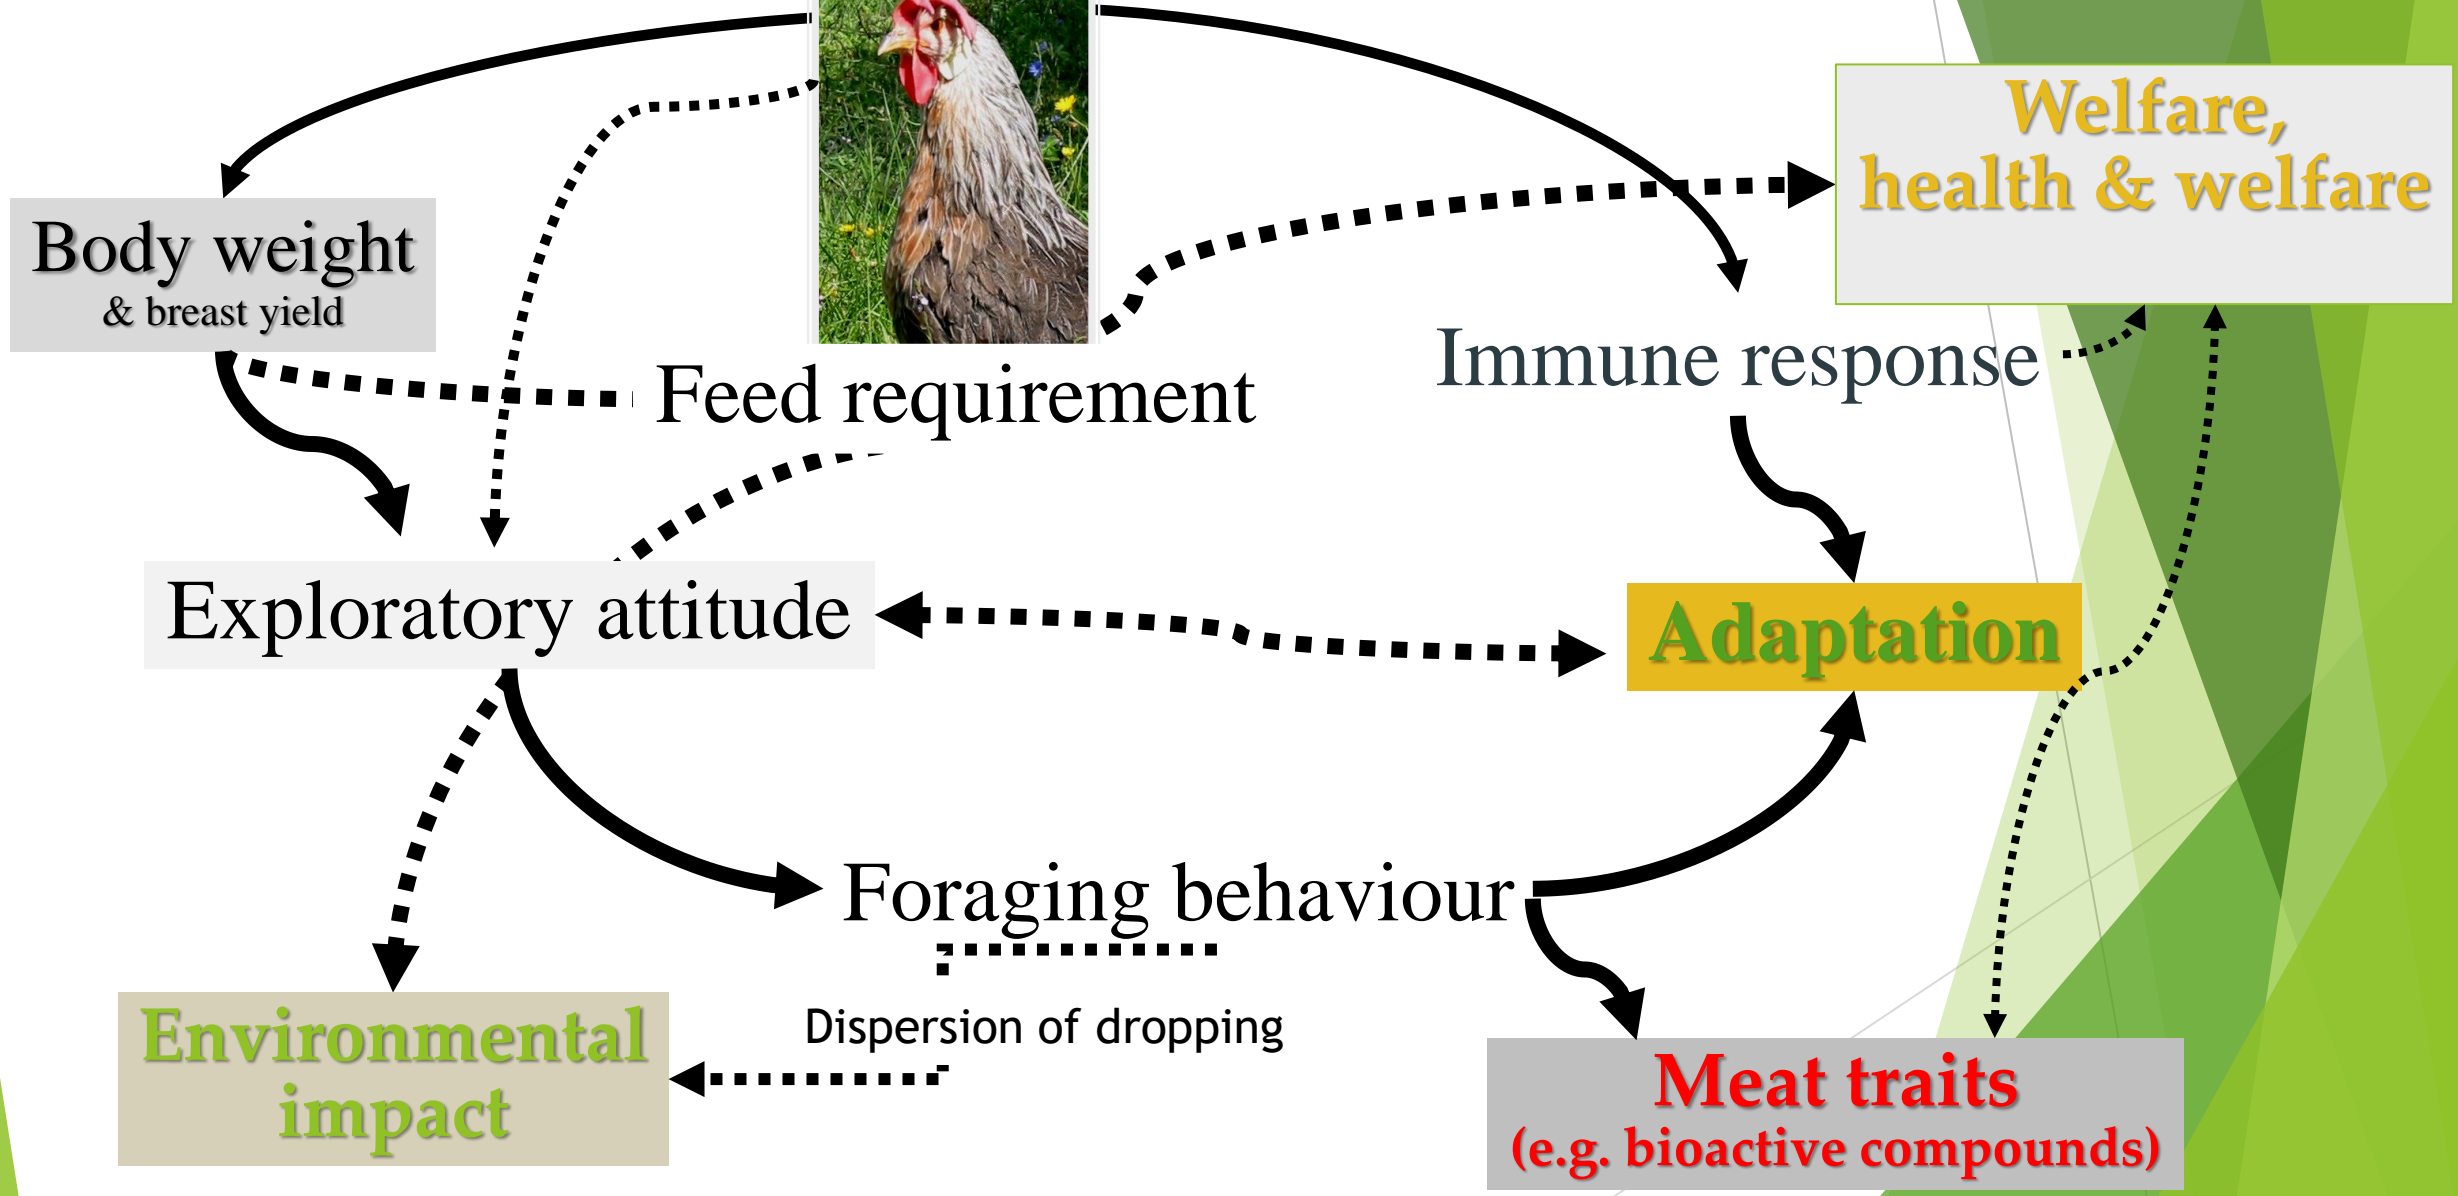 Welfare,
health & welfare
Body weight
& breast yield
Immune response
Feed requirement
Exploratory attitude
Adaptation
Foraging behaviour
Dispersion of dropping
Environmental
impact
Meat traits
(e.g. bioactive compounds)